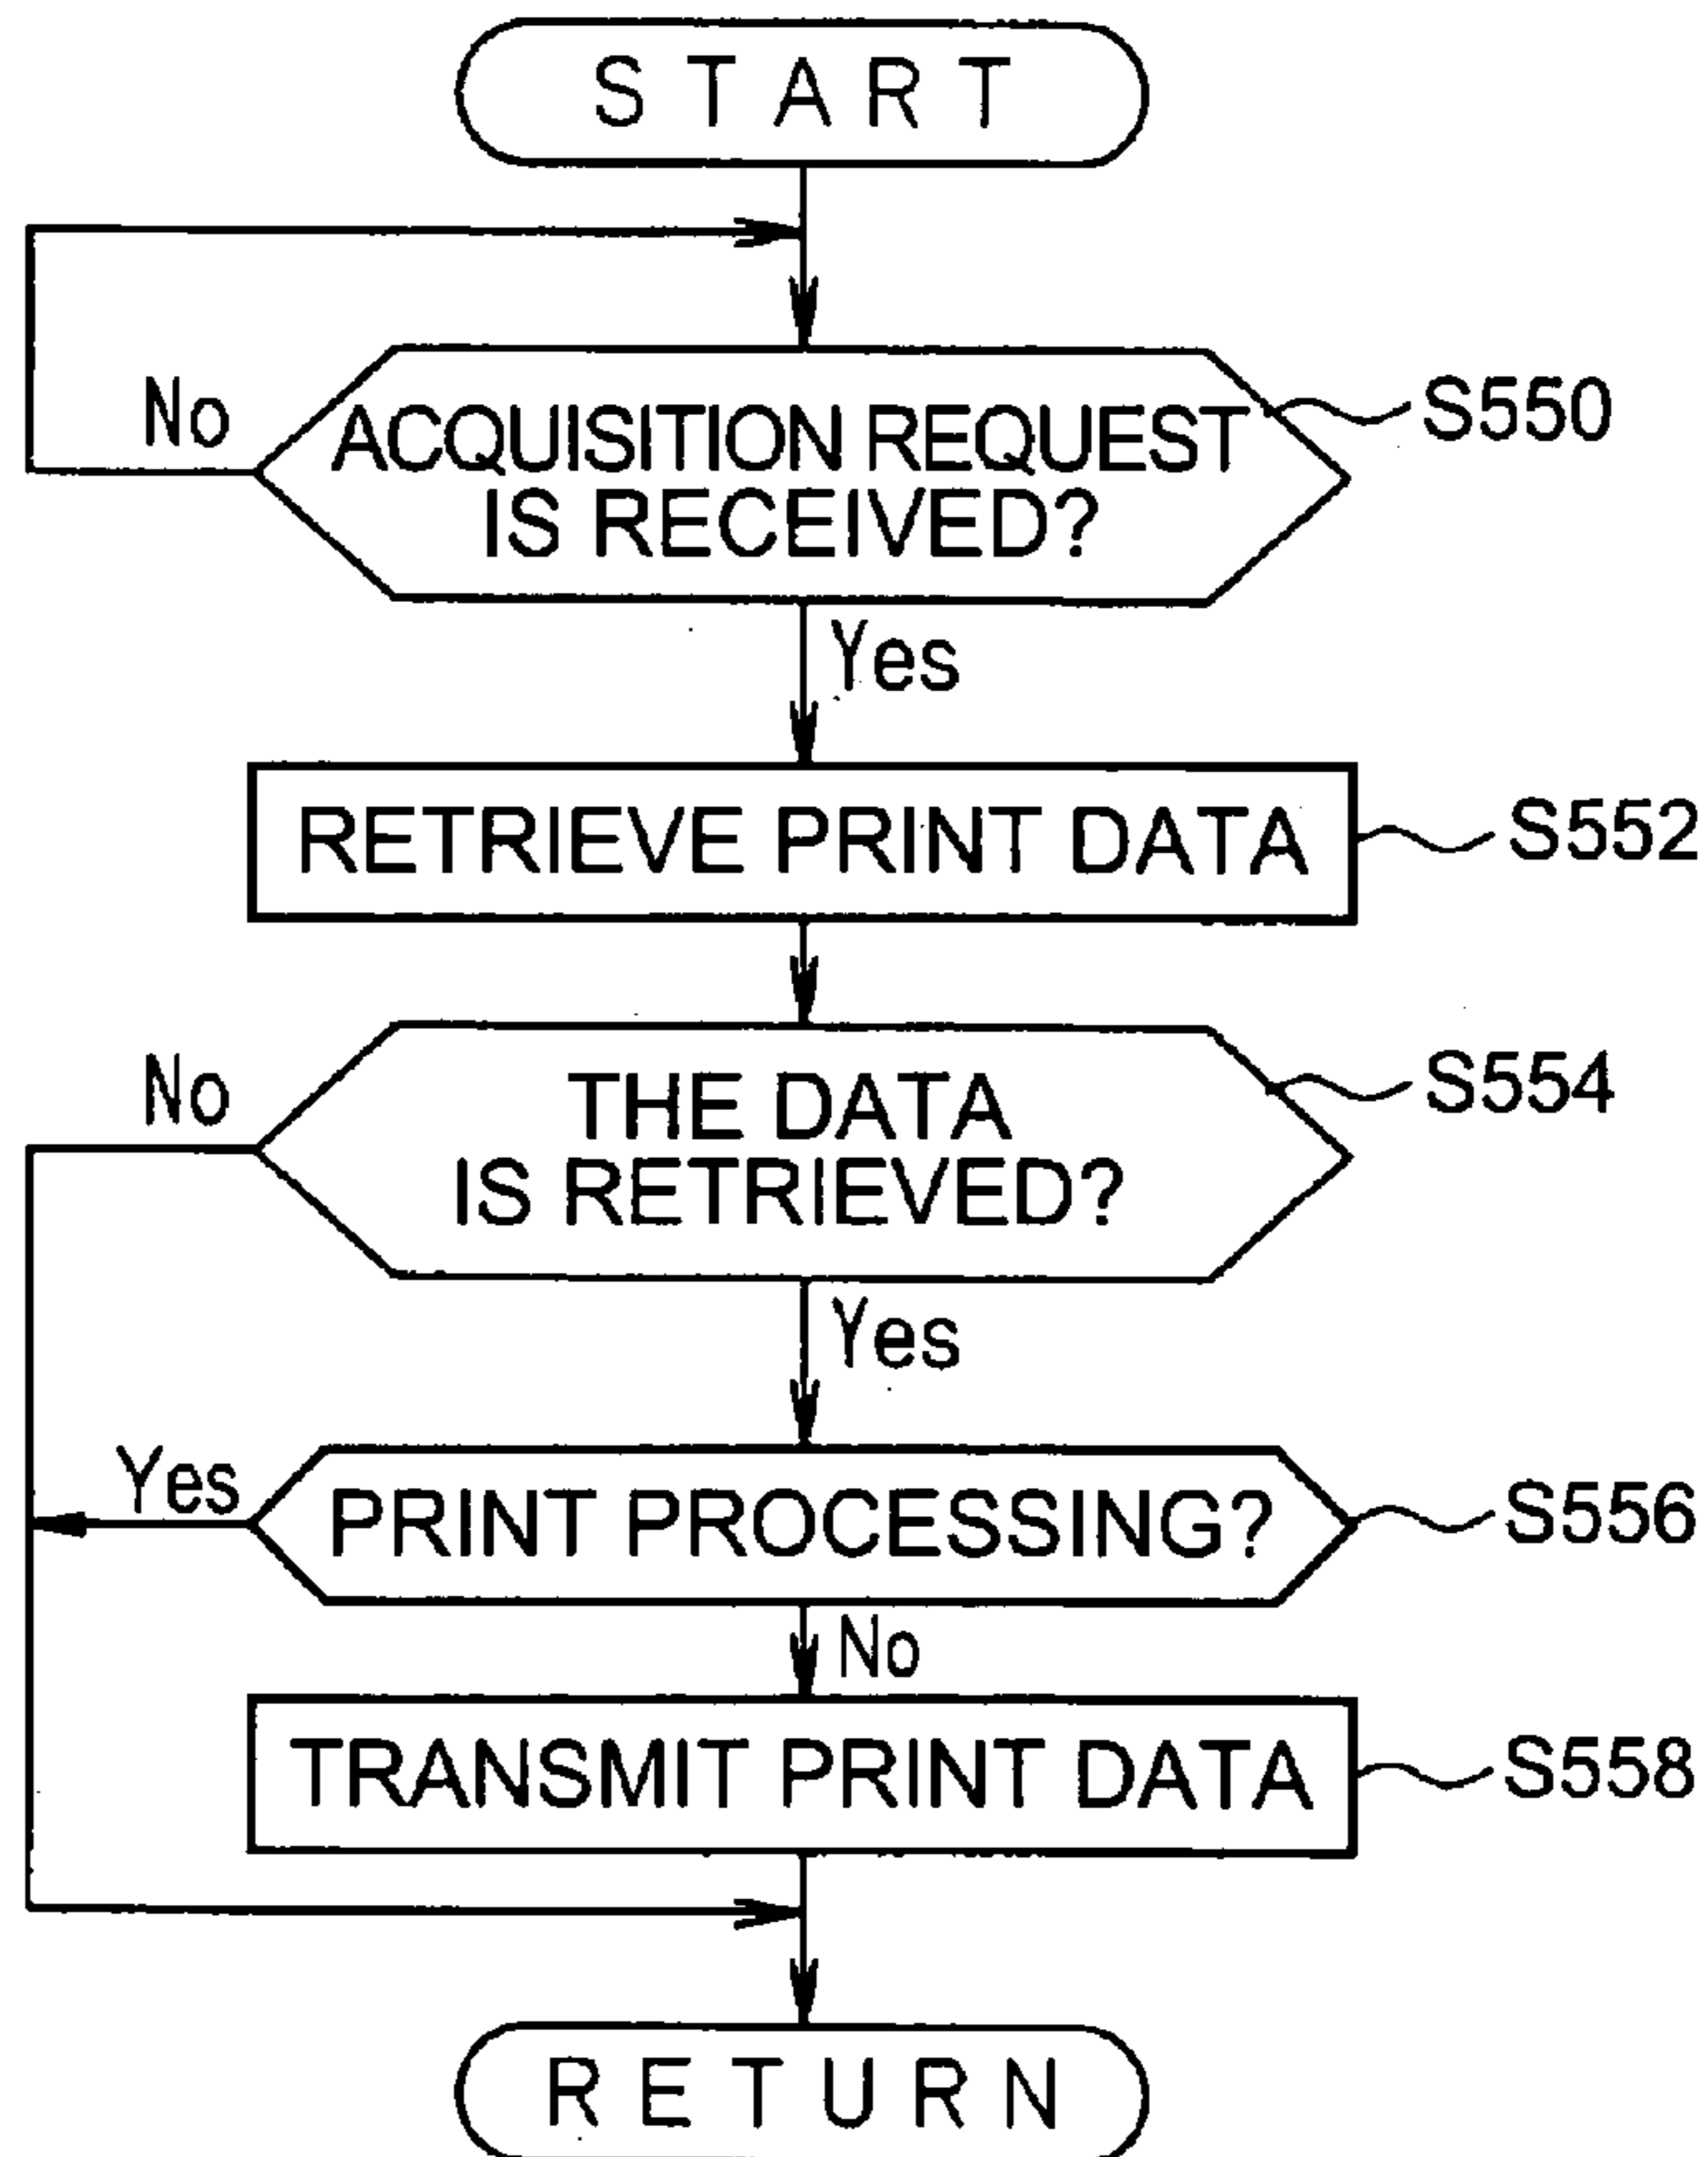 START
No
ACQUISITION REQUEST
IS RECEIVED?
S550
Yes
RETRIEVE PRINT DATA
S552
No
THE DATA
IS RETRIEVED?
S554
Yes
Yes
PRINT PROCESSING?
S556
No
TRANSMIT PRINT DATA
S558
RETURN